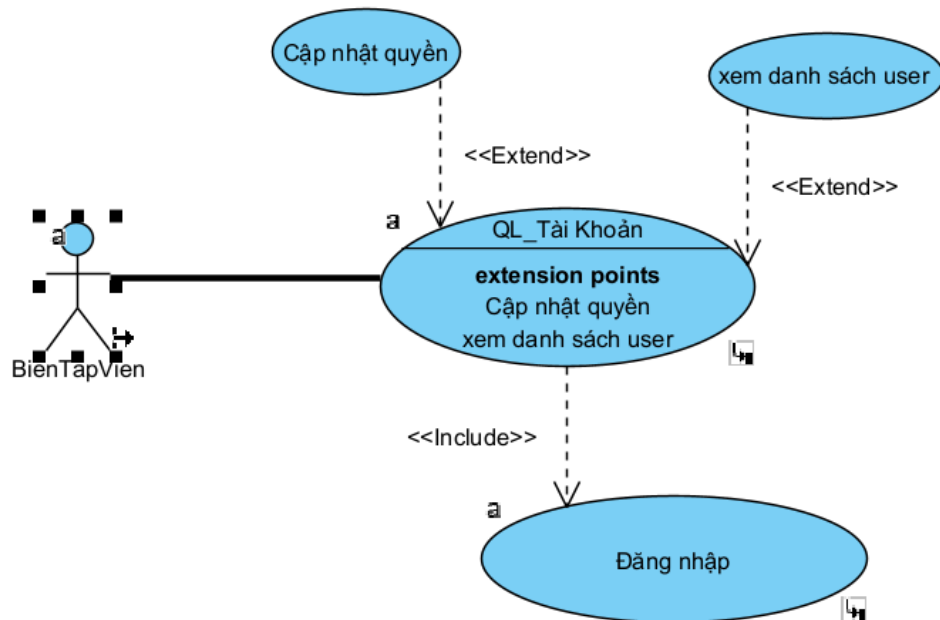 Cập nhật quyền
xem danh sách user
<<Extend>>
<<Extend>>
a
QL_Tài Khoản
a
extension points
Cập nhật quyền
xem danh sách user
BienTapVien
<<Include>>
a
Đăng nhập